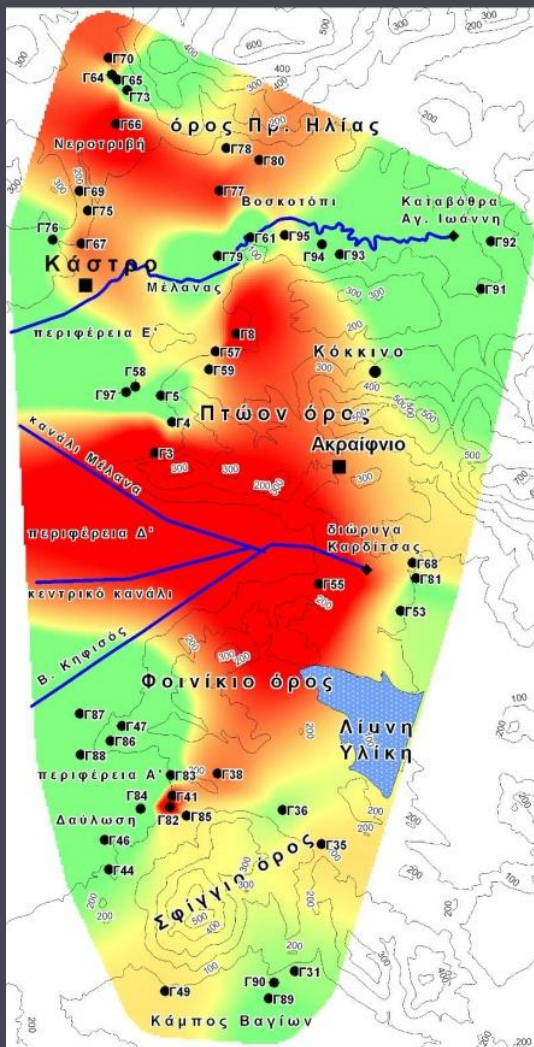 Γ70
Γ64
Γ65
Γ73
Γ66
όρος Πρ. Ηλίας
Νεροτριβή
Γ78
Γ80
Γ69
Γ77
Γ75
Βοσκοτόπι
Καταβόθρα
Αγ. Ιωάννη
Γ76
Γ67
Γ61
Γ95
Γ94
Γ93
Γ92
Γ79
Κάστρο
Μέλανας
Γ91
περιφέρεια Ε'
Γ8
Γ57
Γ59
Κόκκινο
Γ58
Γ97
Γ5
Γ4
Πτώον όρος
κανάλι Μέλανα
Γ3
Ακραίφνιο
περιφέρεια Δ'
διώρυγα
Καρδίτσας
κεντρικό κανάλι
Γ55
Γ68
Γ81
Γ53
Β. Κηφισός
Φοινίκιο όρος
Γ87
Γ47
Γ86
Γ88
Λίμνη
Υλίκη
περιφέρεια Α'
Γ83
Γ38
Γ84
Γ41
Γ82
Γ85
Δαύλωση
Γ36
Γ46
Γ35
Γ44
Σφίγγιο όρος
Γ31
Γ90
Γ49
Γ89
Κάμπος Βαγίων